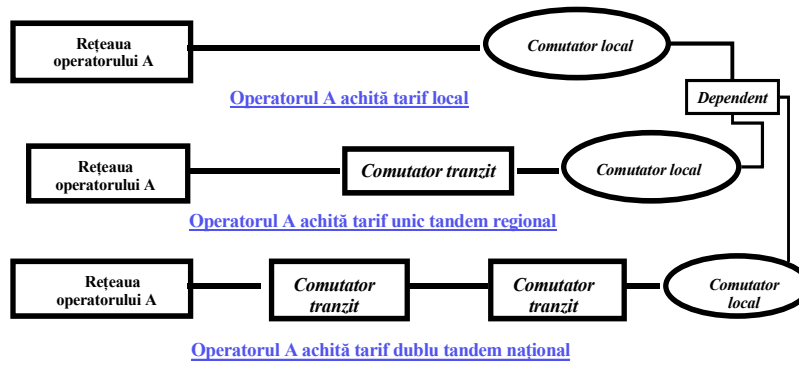 Rețeaua
operatorului A
Comutator local
Operatorul A achită tarif local
Dependent
Rețeaua
operatorului A
Comutator tranzit
Comutator local
Operatorul A achită tarif unic tandem regional
Rețeaua
operatorului A
Comutator
tranzit
Comutator
tranzit
Comutator
local
Operatorul A achită tarif dublu tandem național